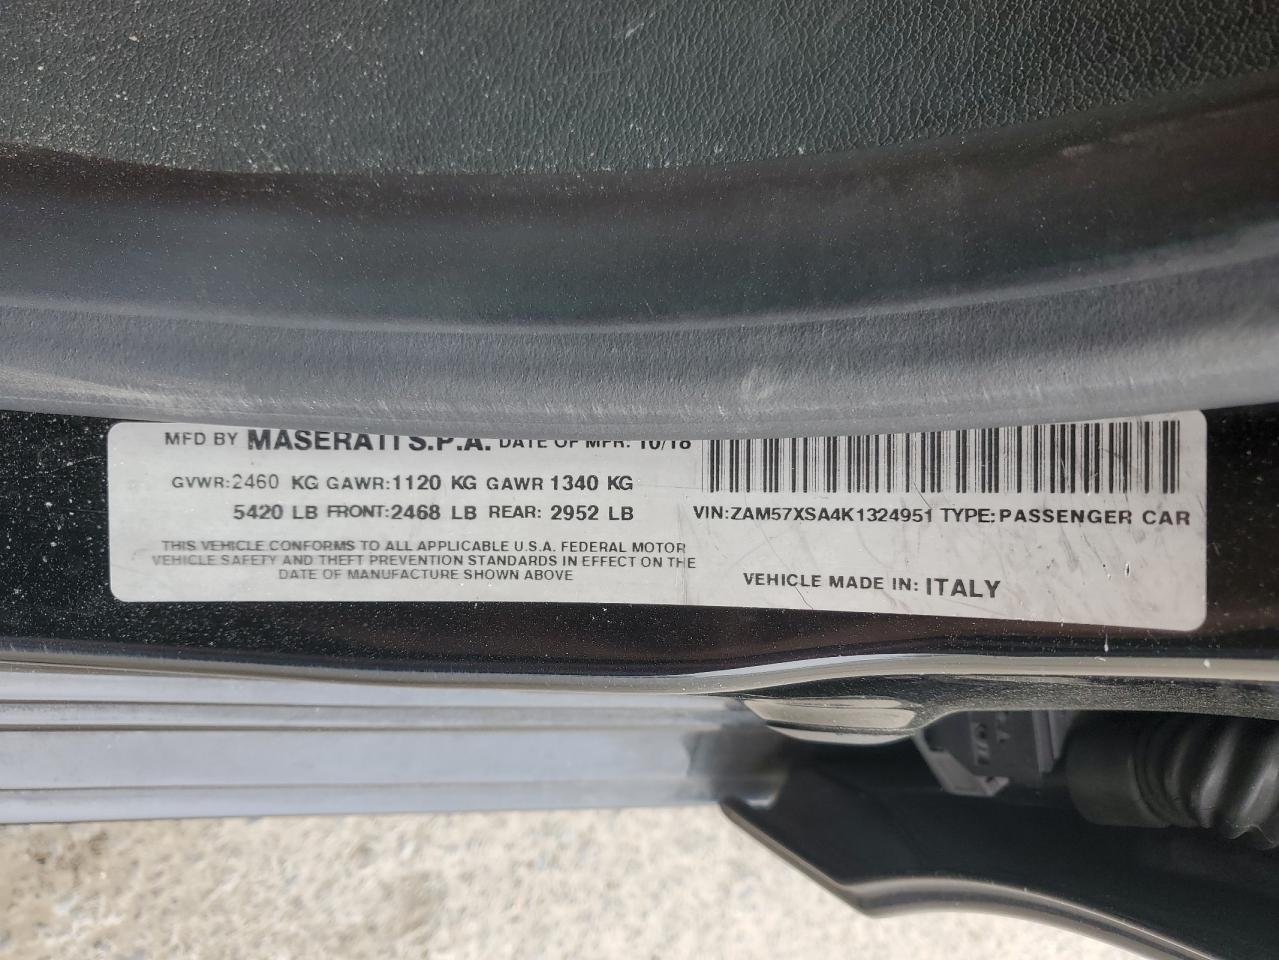 MFD BY MASERATI S.P.A. DATE OF MFR: 10/18
GVWR:2460 KG GAWR:1120 KG GAWR 1340 KG
5420 LB FRONT:2468 LB REAR: 2952 LB
THIS VEHICLE CONFORMS TO ALL APPLICABLE U.S.A. FEDERAL MOTOR
VEHICLE SAFETY AND THEFT PREVENTION STANDARDS IN EFFECT ON THE
DATE OF MANUFACTURE SHOWN ABOVE
VIN:ZAM57XSA4K1324951 TYPE:PASSENGER CAR
VEHICLE MADE IN: ITALY